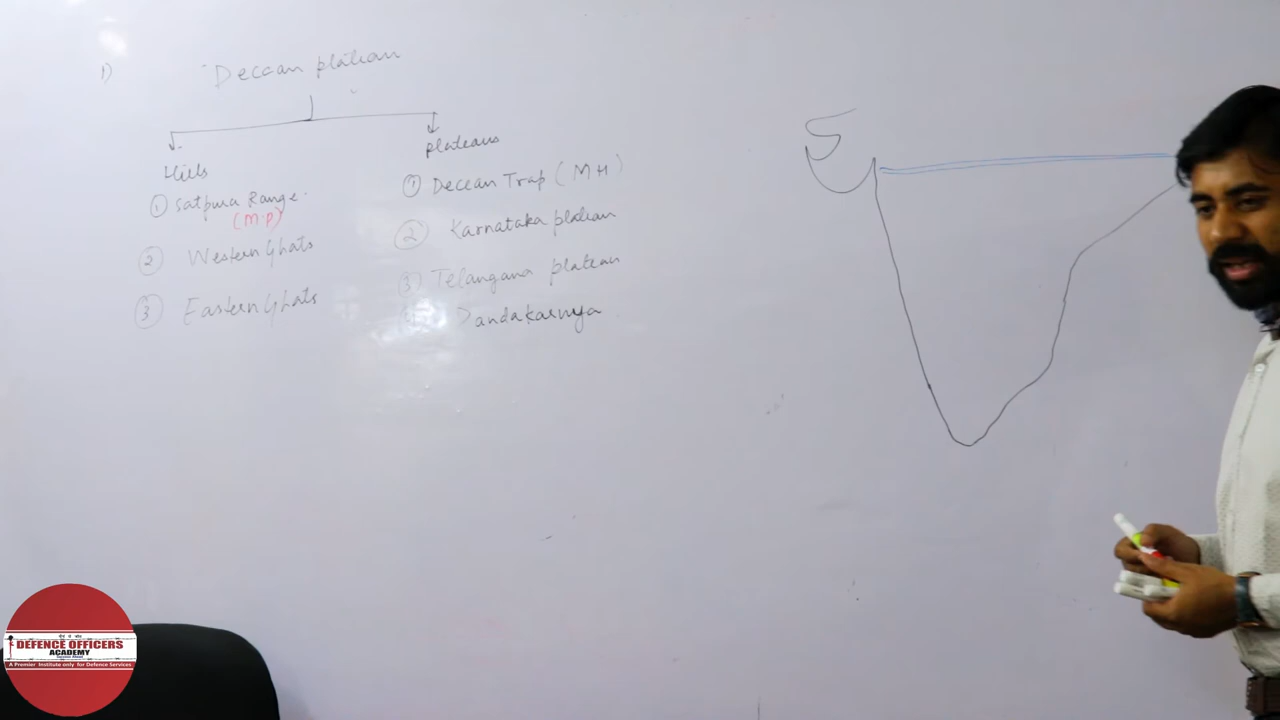 1) Deccan plateau
Hills
① Satpura Range
(M.P)
② Western Ghats
③ Eastern Ghats
plateaus
① Deccan Trap (MH)
② Karnataka plateau
③ Telangana plateau
Dandakarnya
DEFENCE OFFICERS
ACADEMY
A Premier Institute only for Defence Services